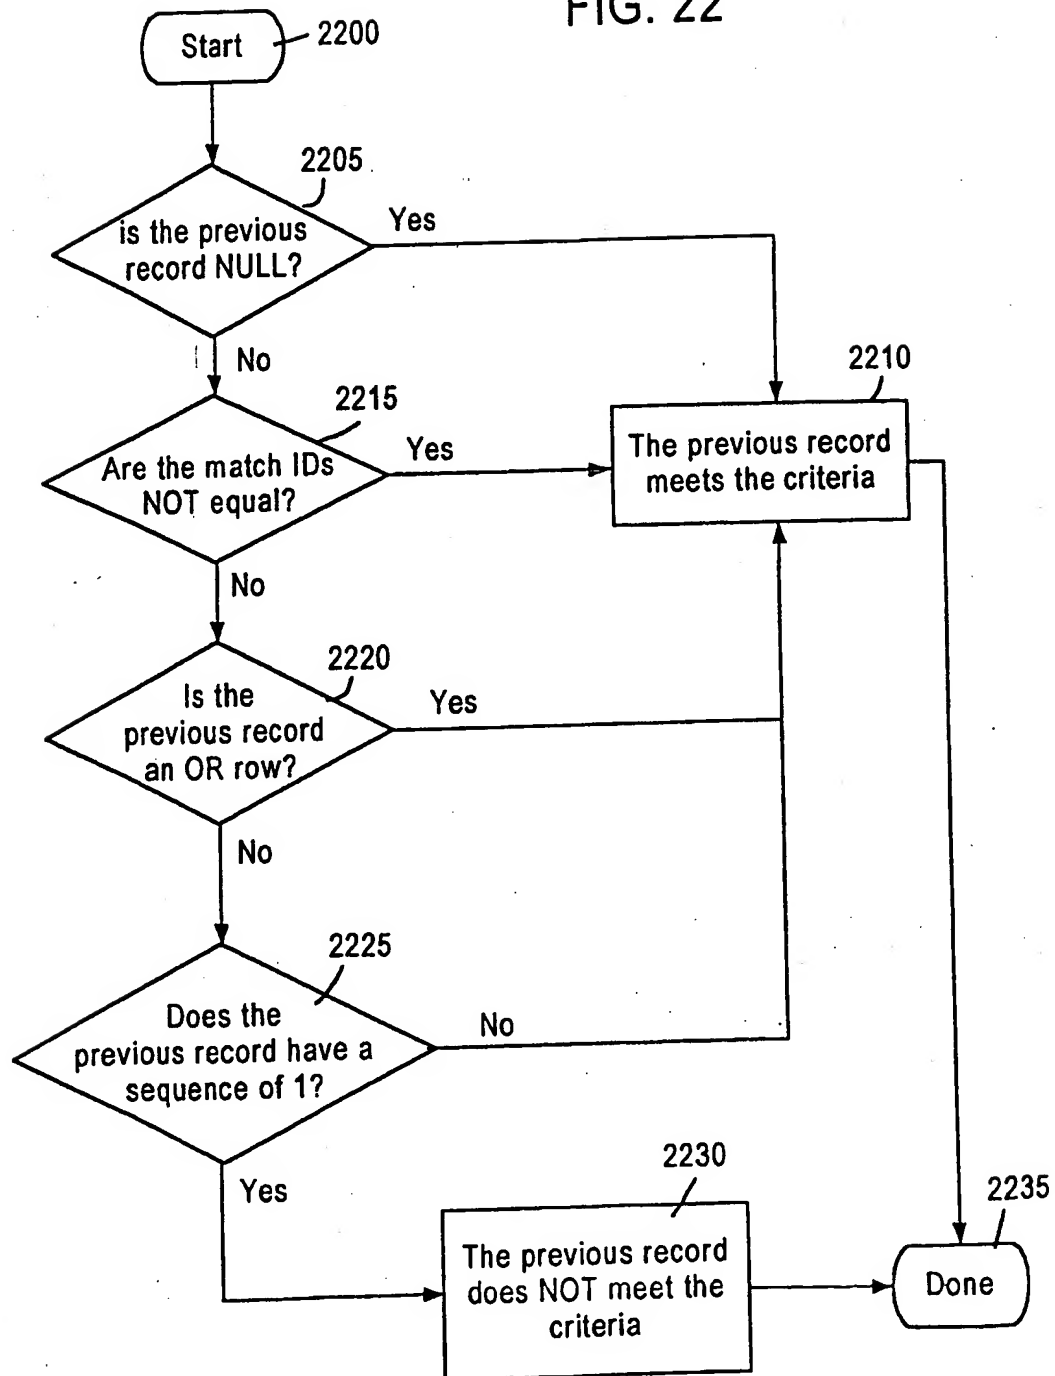 FIG. 22
Start
2200
2205
is the previous
record NULL?
Yes
No
2215
Are the match IDs
NOT equal?
Yes
2210
The previous record
meets the criteria
No
2220
Is the
previous record
an OR row?
Yes
No
2225
Does the
previous record have a
sequence of 1?
No
Yes
2230
The previous record
does NOT meet the
criteria
2235
Done